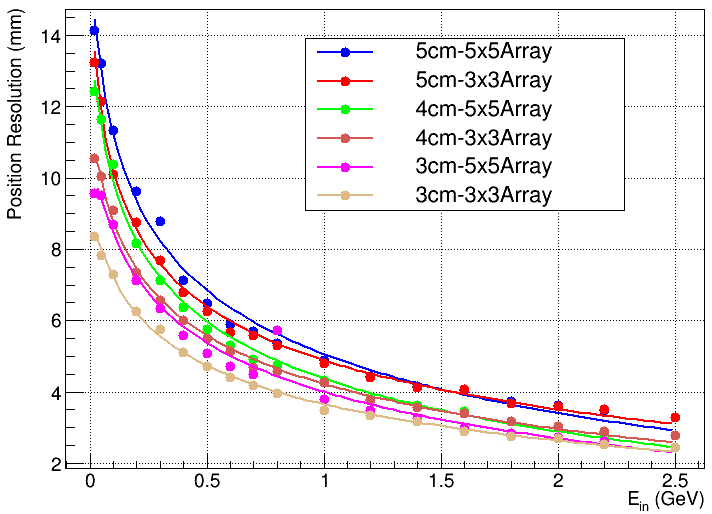 Position Resolution (mm)
14
12
10
8
6
4
2
5cm-5x5Array
5cm-3x3Array
4cm-5x5Array
4cm-3x3Array
3cm-5x5Array
3cm-3x3Array
0 0.5 1 1.5 2 2.5
E_in (GeV)